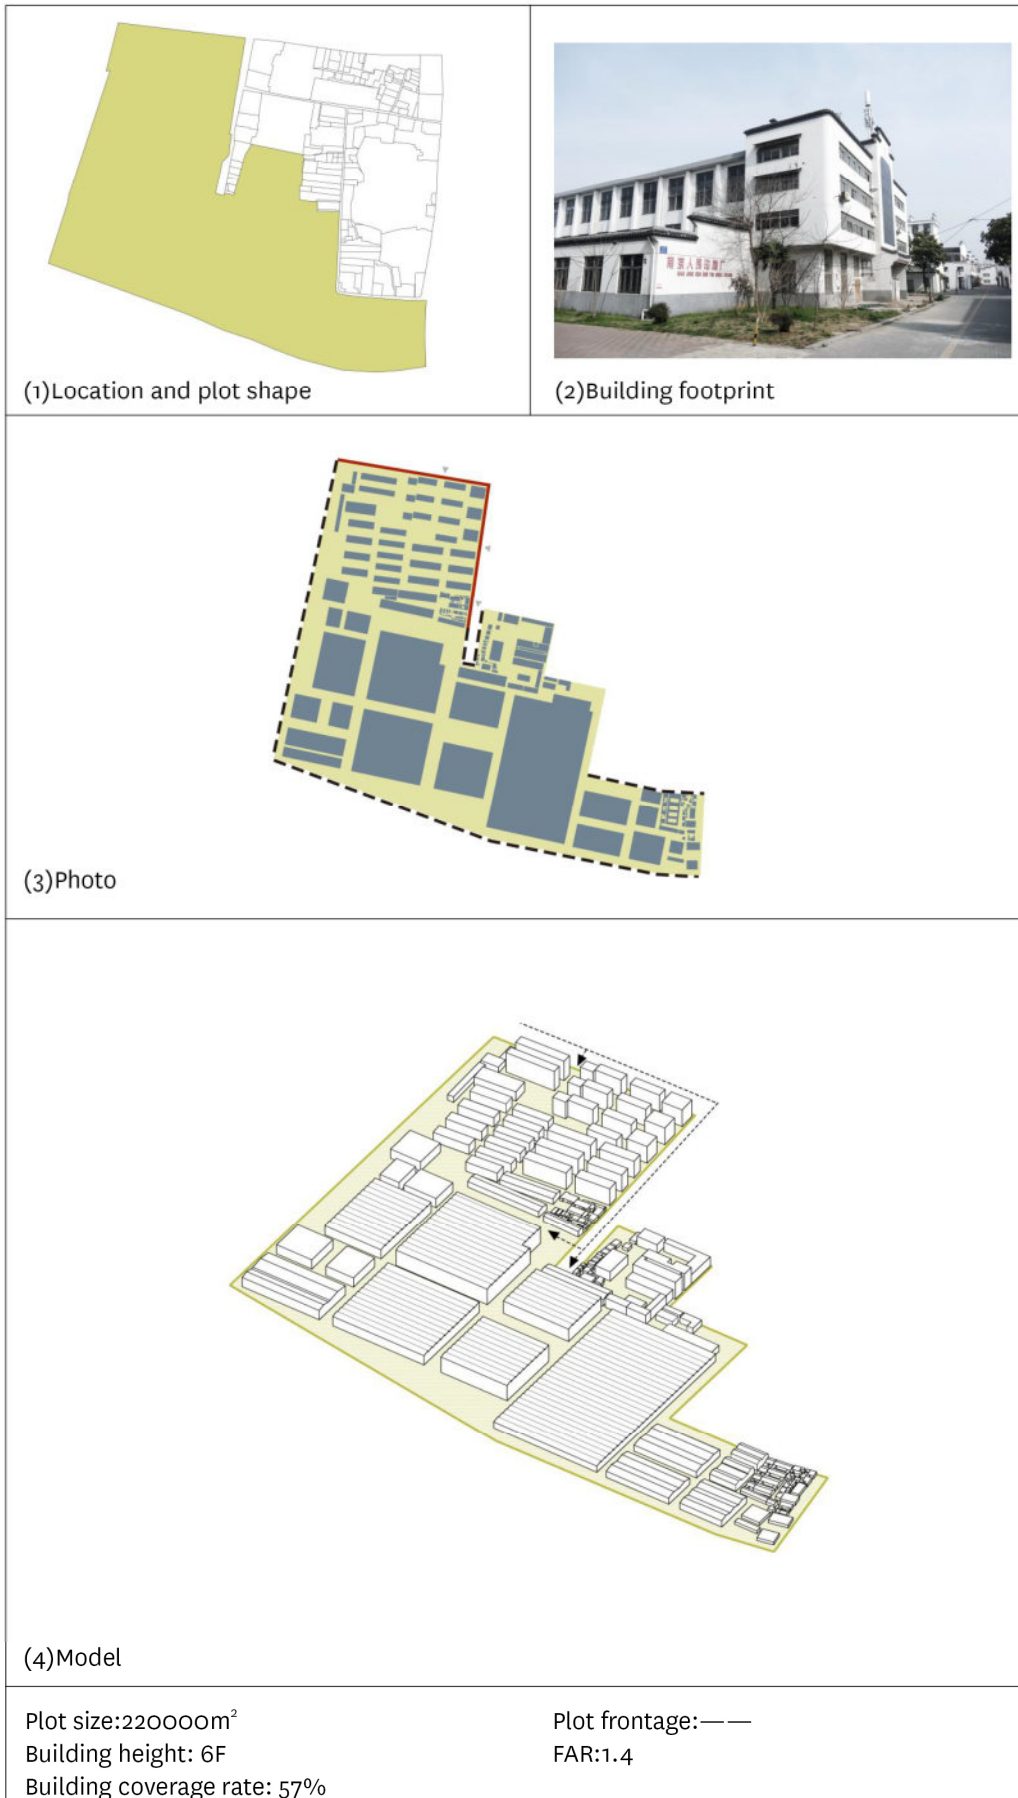 (1)Location and plot shape
(2)Building footprint
(3)Photo
(4)Model
Plot size:220000m²
Building height: 6F
Building coverage rate: 57%
Plot frontage:——
FAR:1.4